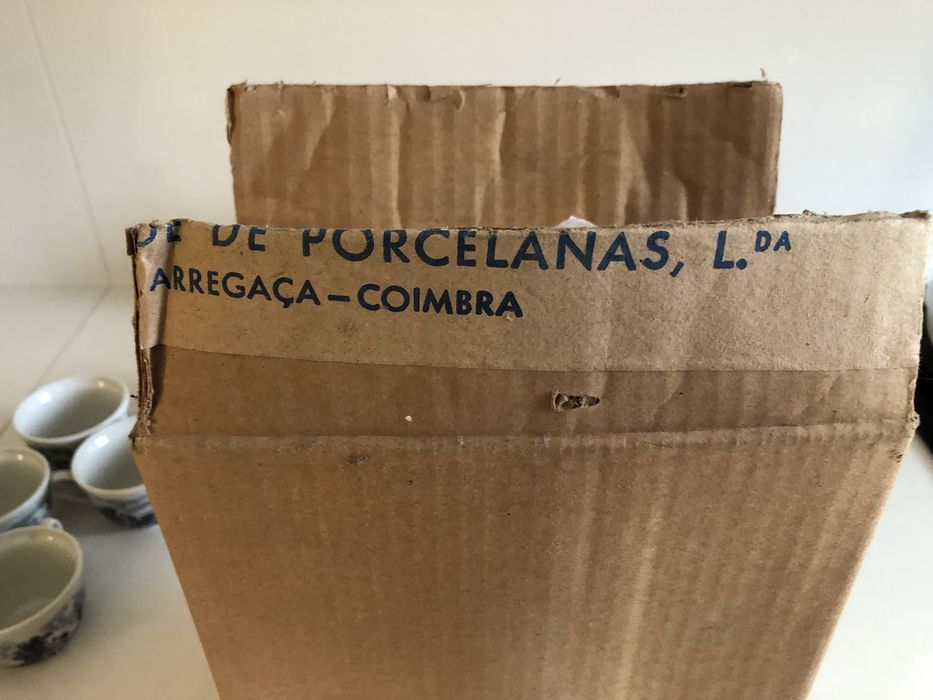 DE PORCELANAS, L.DA
ARREGAÇA – COIMBRA